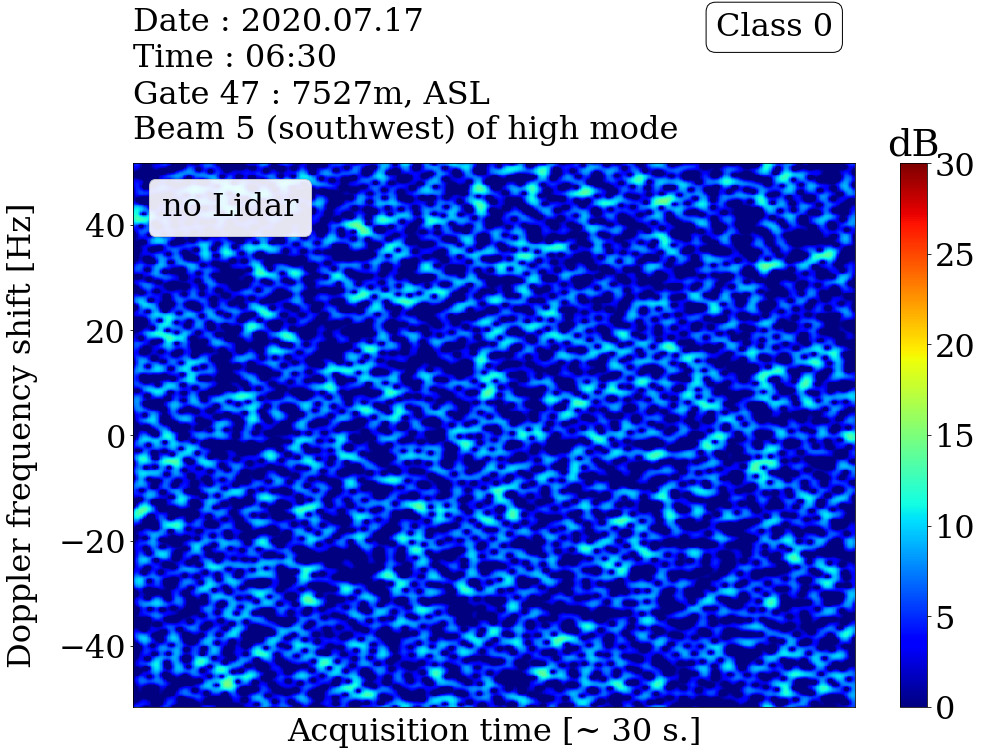 Date : 2020.07.17
Time : 06:30
Gate 47 : 7527m, ASL
Beam 5 (southwest) of high mode
Class 0
dB
no Lidar
Doppler frequency shift [Hz]
40
20
0
−20
−40
30
25
20
15
10
5
0
Acquisition time [~ 30 s.]